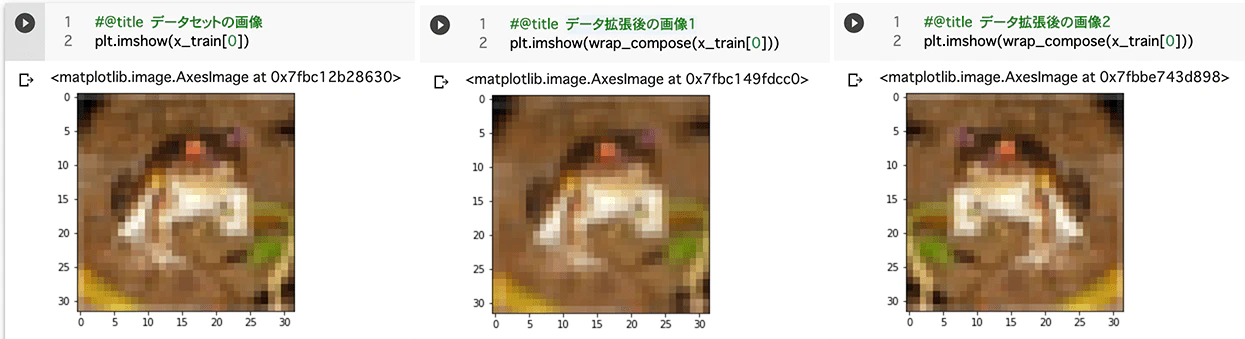 1 #@title データセットの画像
2 plt.imshow(x_train[0])
<matplotlib.image.AxesImage at 0x7fbc12b28630>
0
5
10
15
20
25
30
0 5 10 15 20 25 30
1 #@title データ拡張後の画像1
2 plt.imshow(wrap_compose(x_train[0]))
<matplotlib.image.AxesImage at 0x7fbc149fdcc0>
0
5
10
15
20
25
30
0 5 10 15 20 25 30
1 #@title データ拡張後の画像2
2 plt.imshow(wrap_compose(x_train[0]))
<matplotlib.image.AxesImage at 0x7fbbe743d898>
0
5
10
15
20
25
30
0 5 10 15 20 25 30